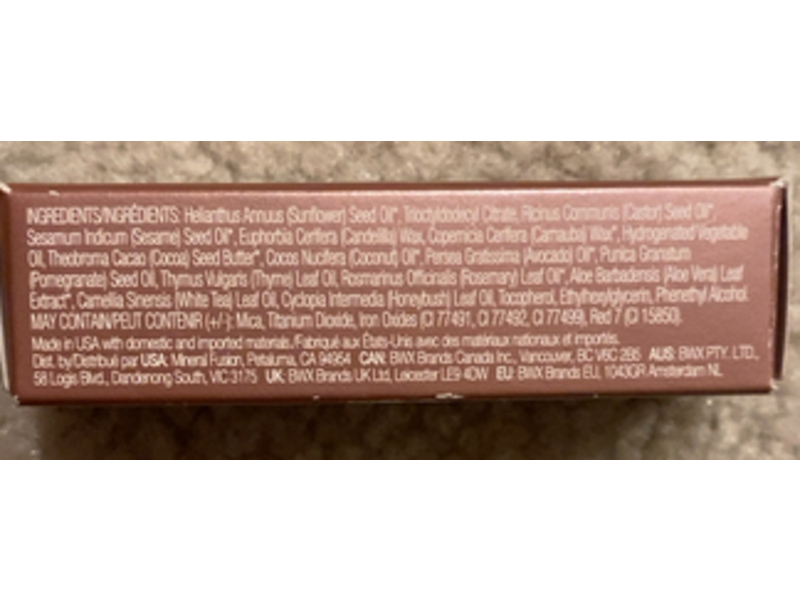 INGREDIENTS/INGRÉDIENTS: Helianthus Annuus (Sunflower) Seed Oil*, Trioctyldodecyl Citrate, Ricinus Communis (Castor) Seed Oil*,
Sesamum Indicum (Sesame) Seed Oil*, Euphorbia Cerifera (Candelilla) Wax, Copernicia Cerifera (Carnauba) Wax*, Hydrogenated Vegetable
Oil, Theobroma Cacao (Cocoa) Seed Butter*, Cocos Nucifera (Coconut) Oil*, Persea Gratissima (Avocado) Oil*, Punica Granatum
(Pomegranate) Seed Oil, Thymus Vulgaris (Thyme) Leaf Oil, Rosmarinus Officinalis (Rosemary) Leaf Oil*, Aloe Barbadensis (Aloe Vera) Leaf
Extract*, Camellia Sinensis (White Tea) Leaf Oil, Cyclopia Intermedia (Honeybush) Leaf Oil, Tocopherol, Ethylhexylglycerin, Phenethyl Alcohol.
MAY CONTAIN/PEUT CONTENIR (+/-): Mica, Titanium Dioxide, Iron Oxides (CI 77491, CI 77492, CI 77499), Red 7 (CI 15850).
Made in USA with domestic and imported materials./Fabriqué aux États-Unis avec des matériaux nationaux et importés.
Dist. by/Distribué par USA: Mineral Fusion, Petaluma, CA 94954 CAN: BWX Brands Canada Inc., Vancouver, BC V6C 2B5 AUS: BWX PTY. LTD.,
58 Logis Blvd., Dandenong South, VIC 3175 UK: BWX Brands UK Ltd, Leicester LE9 4DW EU: BWX Brands EU, 1043GR Amsterdam NL